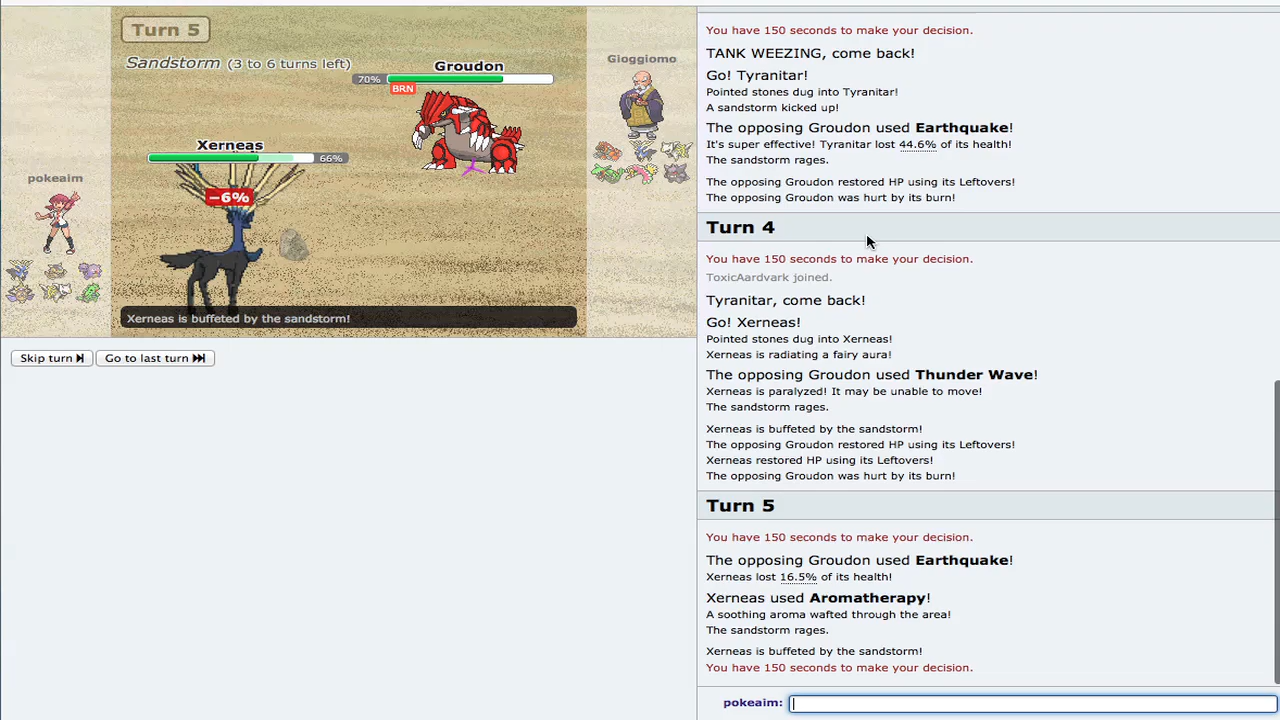 Turn 5
Sandstorm (3 to 6 turns left)
Groudon
70%
BRN
Xerneas
66%
−6%
pokeaim
Gioggiomo
Xerneas is buffeted by the sandstorm!
Skip turn
Go to last turn
You have 150 seconds to make your decision.
TANK WEEZING, come back!
Go! Tyranitar!
Pointed stones dug into Tyranitar!
A sandstorm kicked up!
The opposing Groudon used Earthquake!
It's super effective! Tyranitar lost 44.6% of its health!
The sandstorm rages.
The opposing Groudon restored HP using its Leftovers!
The opposing Groudon was hurt by its burn!
Turn 4
You have 150 seconds to make your decision.
ToxicAardvark joined.
Tyranitar, come back!
Go! Xerneas!
Pointed stones dug into Xerneas!
Xerneas is radiating a fairy aura!
The opposing Groudon used Thunder Wave!
Xerneas is paralyzed! It may be unable to move!
The sandstorm rages.
Xerneas is buffeted by the sandstorm!
The opposing Groudon restored HP using its Leftovers!
Xerneas restored HP using its Leftovers!
The opposing Groudon was hurt by its burn!
Turn 5
You have 150 seconds to make your decision.
The opposing Groudon used Earthquake!
Xerneas lost 16.5% of its health!
Xerneas used Aromatherapy!
A soothing aroma wafted through the area!
The sandstorm rages.
Xerneas is buffeted by the sandstorm!
You have 150 seconds to make your decision.
pokeaim: